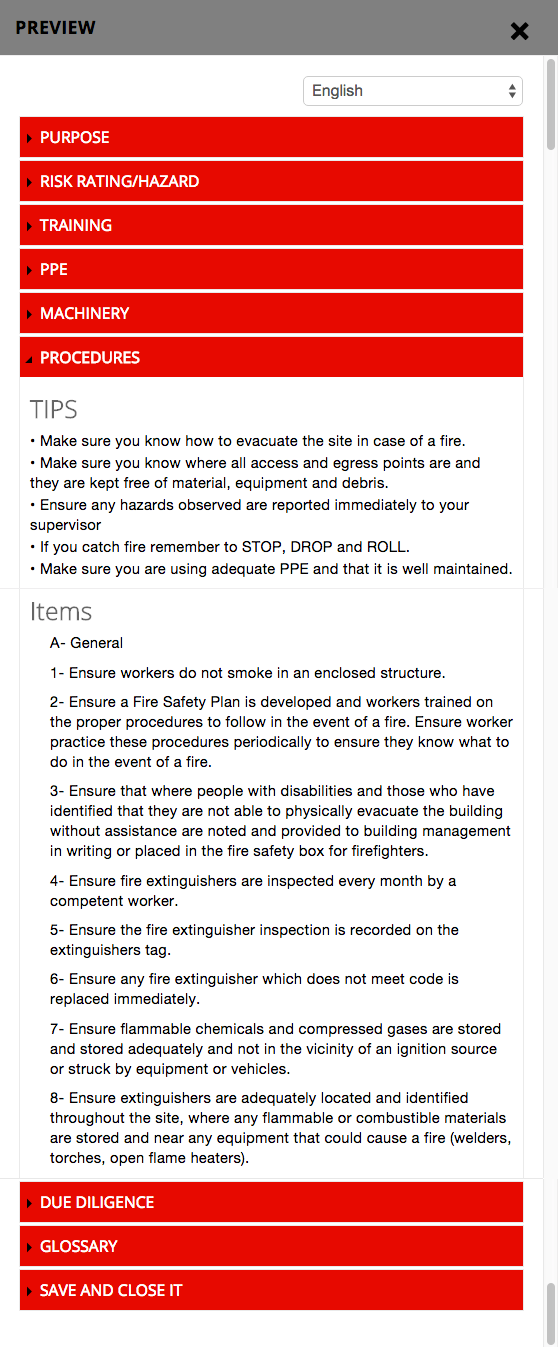 PREVIEW
English
PURPOSE
RISK RATING/HAZARD
TRAINING
PPE
MACHINERY
PROCEDURES
TIPS
• Make sure you know how to evacuate the site in case of a fire.
• Make sure you know where all access and egress points are and
they are kept free of material, equipment and debris.
• Ensure any hazards observed are reported immediately to your
supervisor
• If you catch fire remember to STOP, DROP and ROLL.
• Make sure you are using adequate PPE and that it is well maintained.
Items
A- General
1- Ensure workers do not smoke in an enclosed structure.
2- Ensure a Fire Safety Plan is developed and workers trained on
the proper procedures to follow in the event of a fire. Ensure worker
practice these procedures periodically to ensure they know what to
do in the event of a fire.
3- Ensure that where people with disabilities and those who have
identified that they are not able to physically evacuate the building
without assistance are noted and provided to building management
in writing or placed in the fire safety box for firefighters.
4- Ensure fire extinguishers are inspected every month by a
competent worker.
5- Ensure the fire extinguisher inspection is recorded on the
extinguishers tag.
6- Ensure any fire extinguisher which does not meet code is
replaced immediately.
7- Ensure flammable chemicals and compressed gases are stored
and stored adequately and not in the vicinity of an ignition source
or struck by equipment or vehicles.
8- Ensure extinguishers are adequately located and identified
throughout the site, where any flammable or combustible materials
are stored and near any equipment that could cause a fire (welders,
torches, open flame heaters).
DUE DILIGENCE
GLOSSARY
SAVE AND CLOSE IT